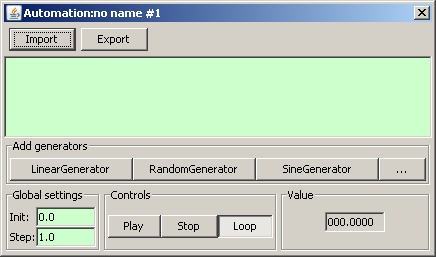 Automation:no name #1
Import Export
Add generators
LinearGenerator RandomGenerator SineGenerator ...
Global settings Controls Value
Init: 0.0
Play Stop Loop 000.0000
Step: 1.0